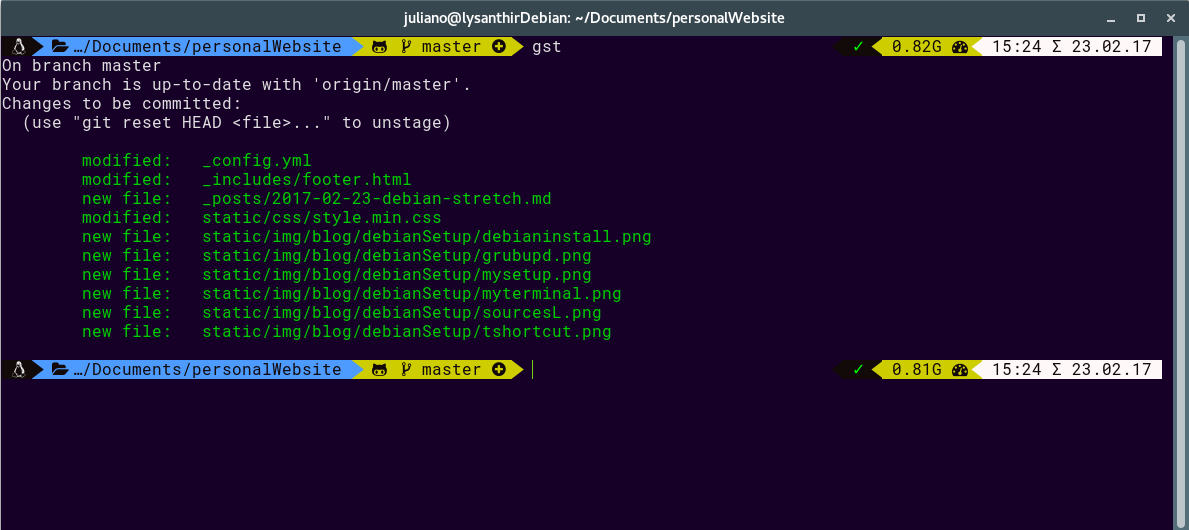 juliano@lysanthirDebian: ~/Documents/personalWebsite
…/Documents/personalWebsite master gst ✓ 0.82G 15:24 Σ 23.02.17
On branch master
Your branch is up-to-date with 'origin/master'.
Changes to be committed:
  (use "git reset HEAD <file>..." to unstage)
modified:   _config.yml
modified:   _includes/footer.html
new file:   _posts/2017-02-23-debian-stretch.md
modified:   static/css/style.min.css
new file:   static/img/blog/debianSetup/debianinstall.png
new file:   static/img/blog/debianSetup/grubupd.png
new file:   static/img/blog/debianSetup/mysetup.png
new file:   static/img/blog/debianSetup/myterminal.png
new file:   static/img/blog/debianSetup/sourcesL.png
new file:   static/img/blog/debianSetup/tshortcut.png
…/Documents/personalWebsite master ✓ 0.81G 15:24 Σ 23.02.17